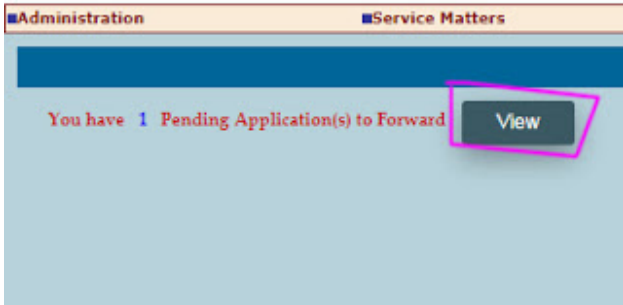 Administration Service Matters
You have 1 Pending Application(s) to Forward View